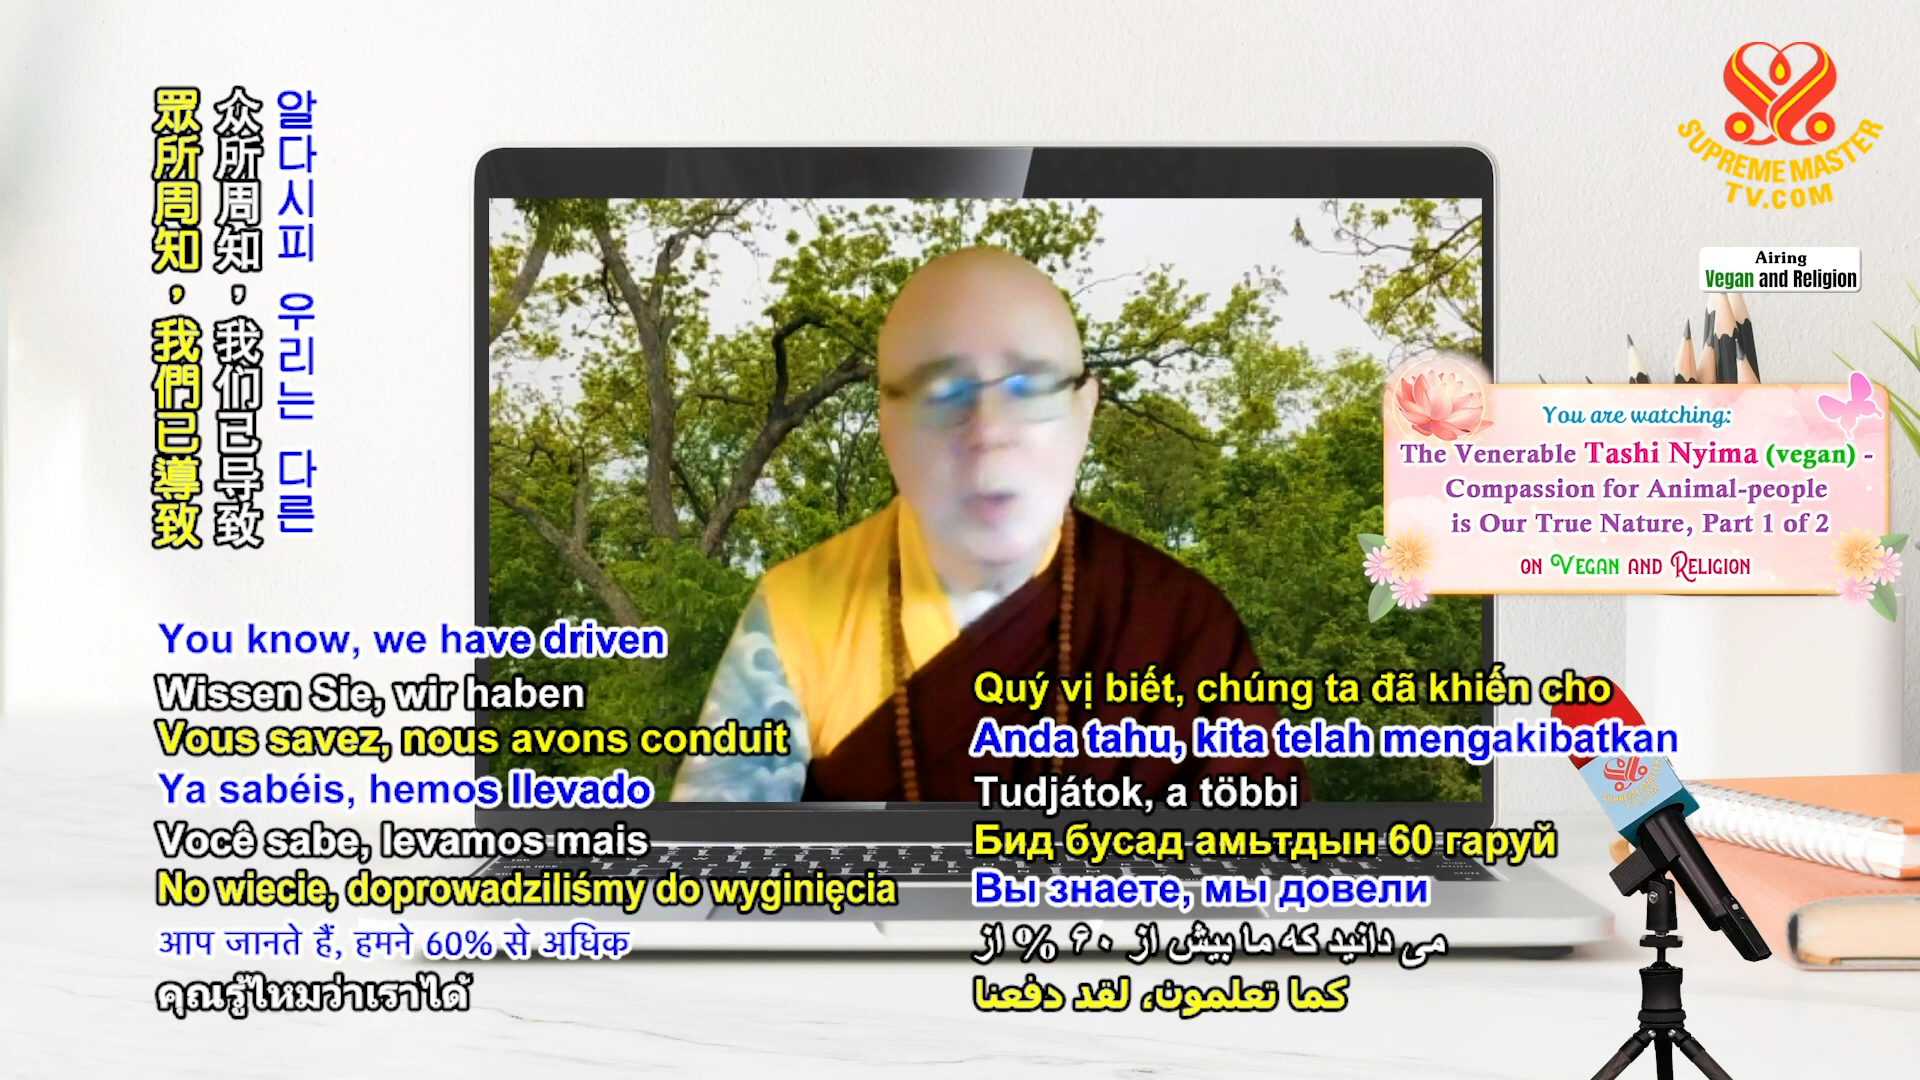 眾所周知，我們已導致
众所周知，我们已导致
알다시피 우리는 다른
SUPREME MASTER
TV.COM
Airing
Vegan and Religion
You are watching:
The Venerable Tashi Nyima (vegan) -
Compassion for Animal-people
is Our True Nature, Part 1 of 2
on Vegan and Religion
You know, we have driven
Wissen Sie, wir haben
Vous savez, nous avons conduit
Ya sabéis, hemos llevado
Você sabe, levamos mais
No wiecie, doprowadziliśmy do wyginięcia
आप जानते हैं, हमने 60% से अधिक
คุณรู้ไหมว่าเราได้
Quý vị biết, chúng ta đã khiến cho
Anda tahu, kita telah mengakibatkan
Tudjátok, a többi
Бид бусад амьтдын 60 гаруй
Вы знаете, мы довели
می دانید که ما بیش از ۶۰ % از
كما تعلمون، لقد دفعنا
SUPREME MASTER
TV.COM